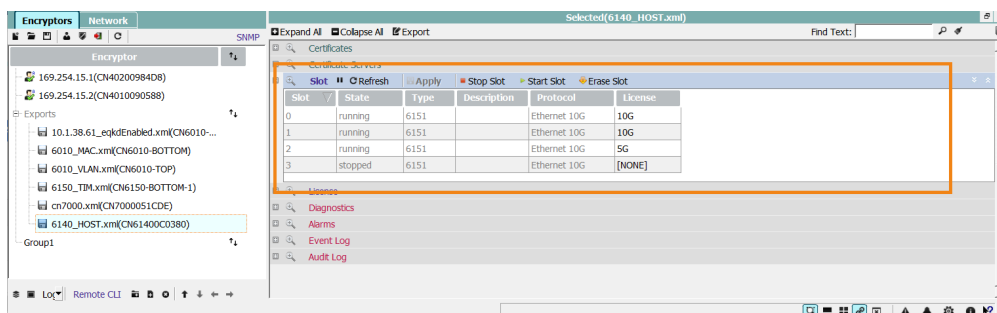 Encryptors Network
SNMP
Encryptor
169.254.15.1(CN40200984D8)
169.254.15.2(CN4010090588)
Exports
10.1.38.61_eqkdEnabled.xml(CN6010-...
6010_MAC.xml(CN6010-BOTTOM)
6010_VLAN.xml(CN6010-TOP)
6150_TIM.xml(CN6150-BOTTOM-1)
cn7000.xml(CN7000051CDE)
6140_HOST.xml(CN61400C0380)
Group1
Remote CLI
Selected(6140_HOST.xml)
Expand All Collapse All Export Find Text:
Certificates
Certificate Servers
Slot Refresh Apply Stop Slot Start Slot Erase Slot
Slot State Type Description Protocol License
0 running 6151 Ethernet 10G 10G
1 running 6151 Ethernet 10G 10G
2 running 6151 Ethernet 10G 5G
3 stopped 6151 Ethernet 10G [NONE]
License
Diagnostics
Alarms
Event Log
Audit Log